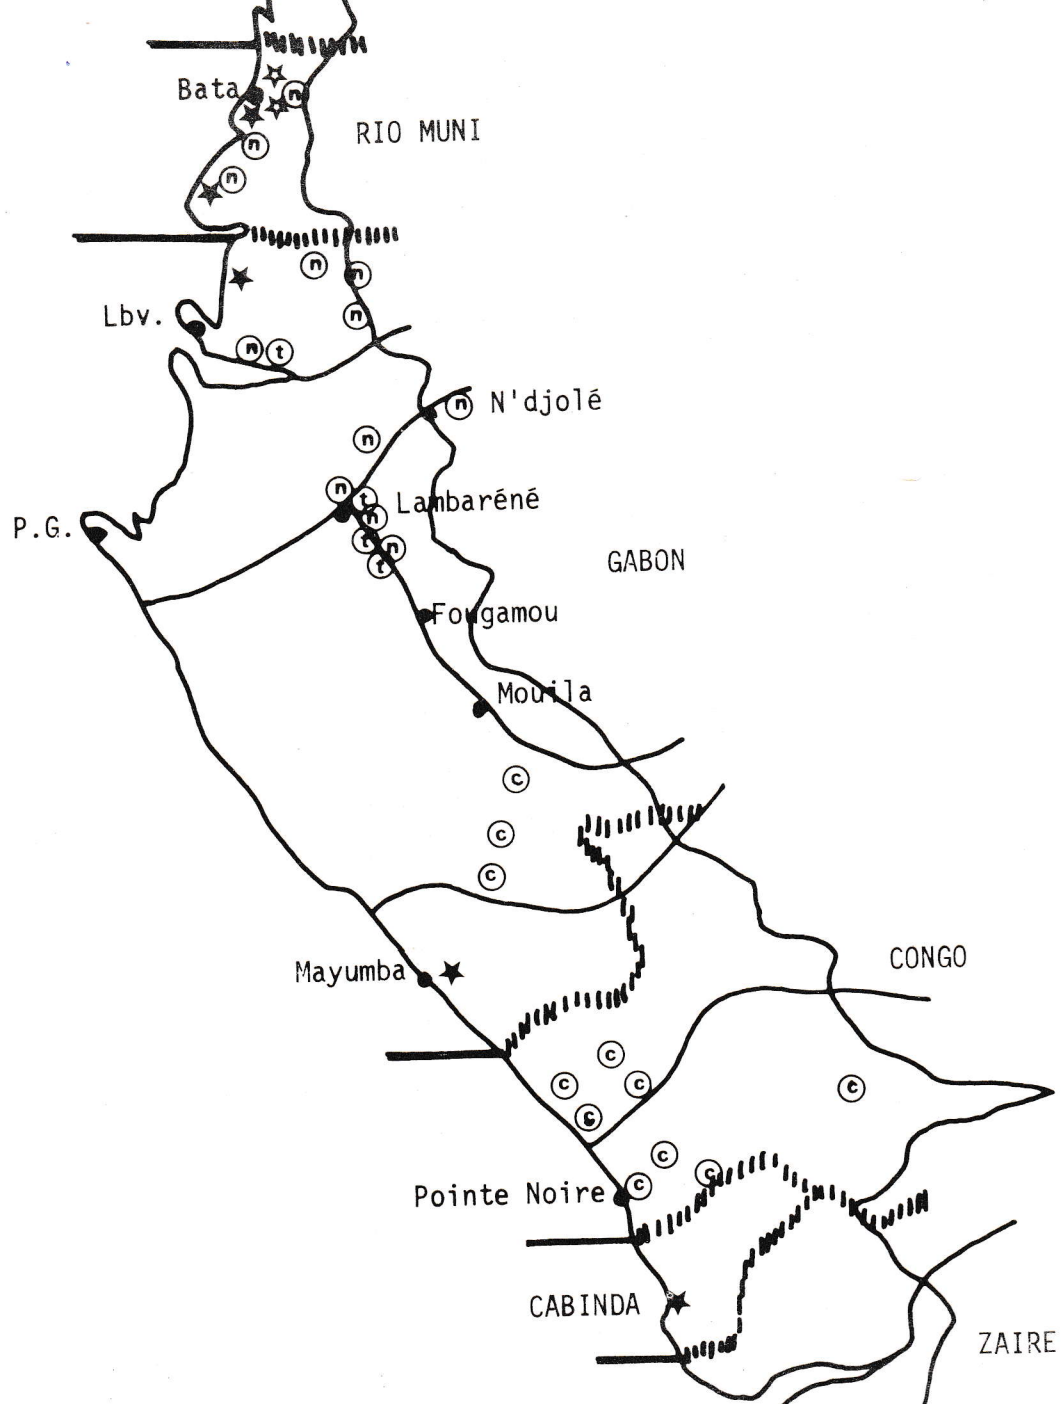 Bata
n
RIO MUNI
n
n
n
n
Lbv.
n
n t
n N'djolé
n
n t Lambaréné
n
P.G.
t n
t
GABON
Fougamou
Mouila
c
c
c
CONGO
Mayumba
c
c c c
c
c
c
Pointe Noire c
CABINDA
ZAIRE